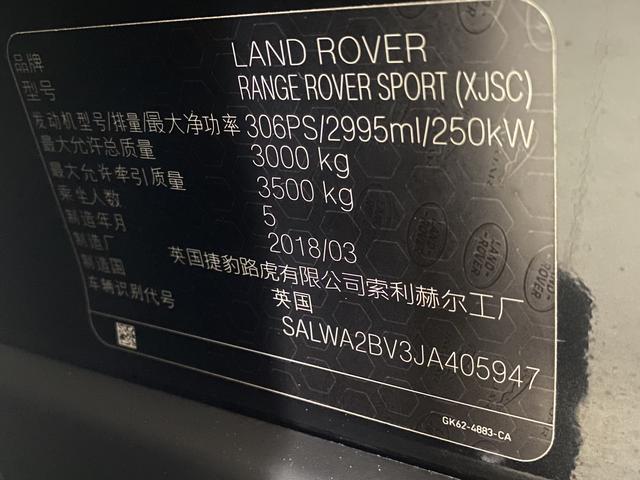 品牌 LAND ROVER
型号 RANGE ROVER SPORT (XJSC)
发动机型号/排量/最大净功率 306PS/2995ml/250kW
最大允许总质量 3000 kg
最大允许牵引质量 3500 kg
乘坐人数 5
制造年月 2018/03
制造厂 英国捷豹路虎有限公司索利赫尔工厂
制造国 英国
车辆识别代号 SALWA2BV3JA405947
LAND-
ROVER
GK62-4883-CA